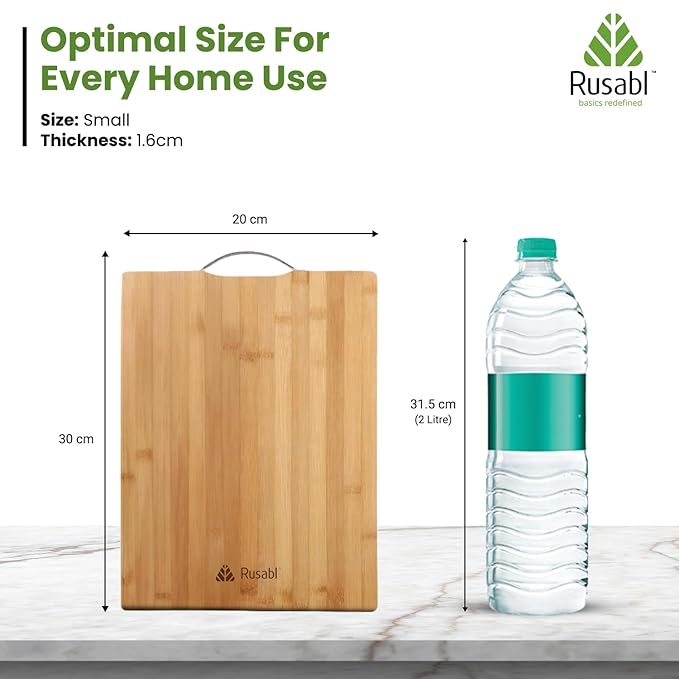 Optimal Size For
Every Home Use
Size: Small
Thickness: 1.6cm
Rusabl™
basics redefined
20 cm
30 cm
31.5 cm
(2 Litre)
Rusabl